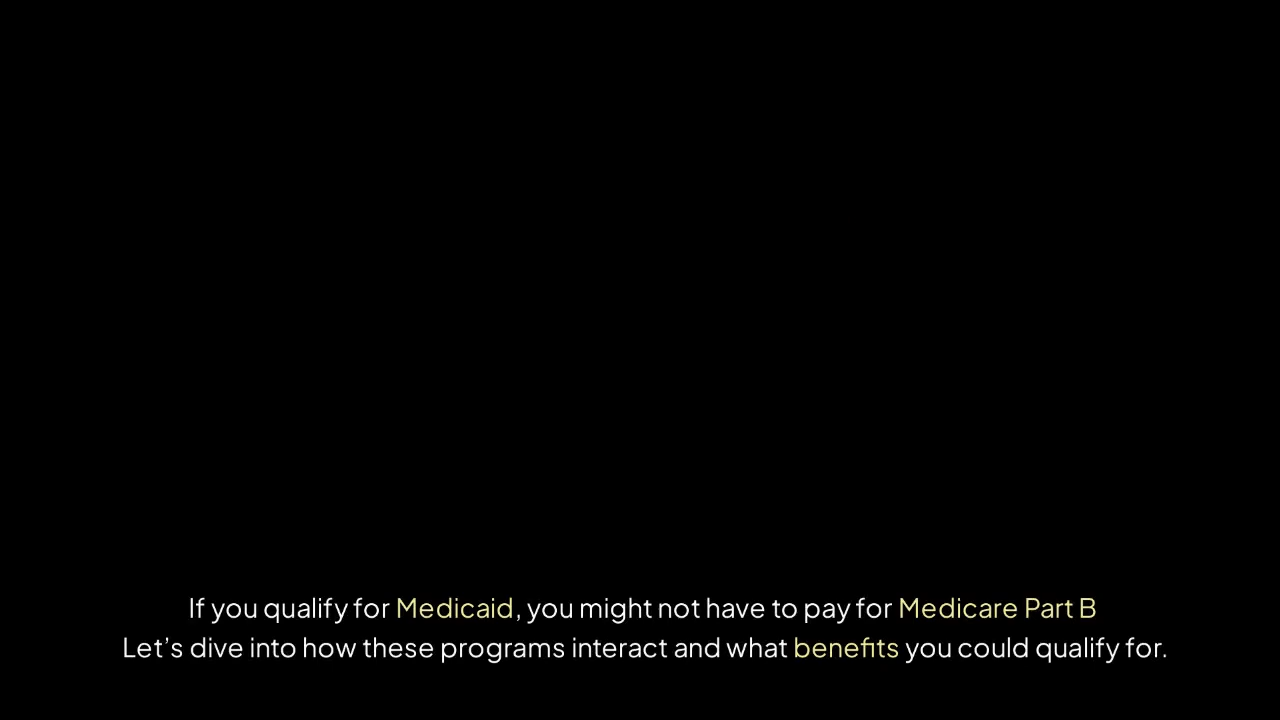 If you qualify for Medicaid, you might not have to pay for Medicare Part B
Let’s dive into how these programs interact and what benefits you could qualify for.